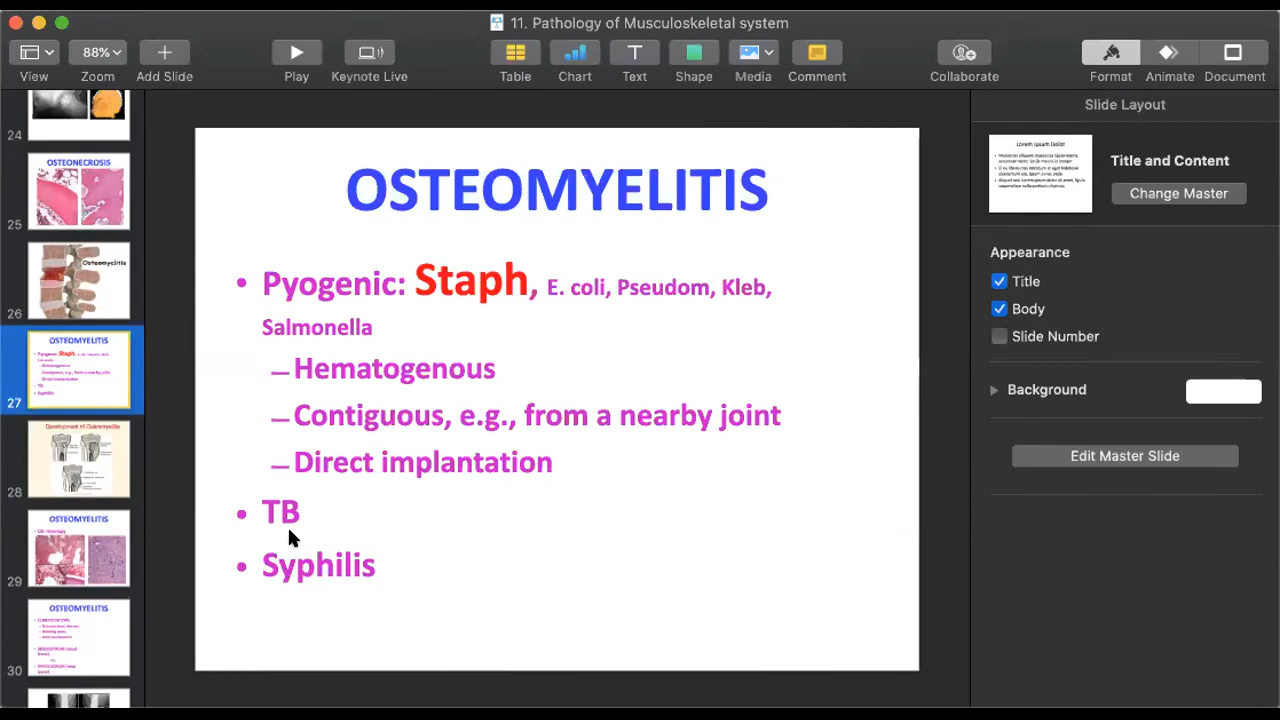 11. Pathology of Musculoskeletal system
88%
View
Zoom
Add Slide
Play
Keynote Live
Table
Chart
Text
Shape
Media
Comment
Collaborate
Format
Animate
Document
24
OSTEONECROSIS
25
Osteomyelitis
26
OSTEOMYELITIS
27
Development of Osteomyelitis
28
OSTEOMYELITIS
29
OSTEOMYELITIS
30
OSTEOMYELITIS
• Pyogenic: Staph, E. coli, Pseudom, Kleb,
Salmonella
– Hematogenous
– Contiguous, e.g., from a nearby joint
– Direct implantation
• TB
• Syphilis
Slide Layout
Lorem Ipsum Dolor
Title and Content
Change Master
Appearance
Title
Body
Slide Number
Background
Edit Master Slide